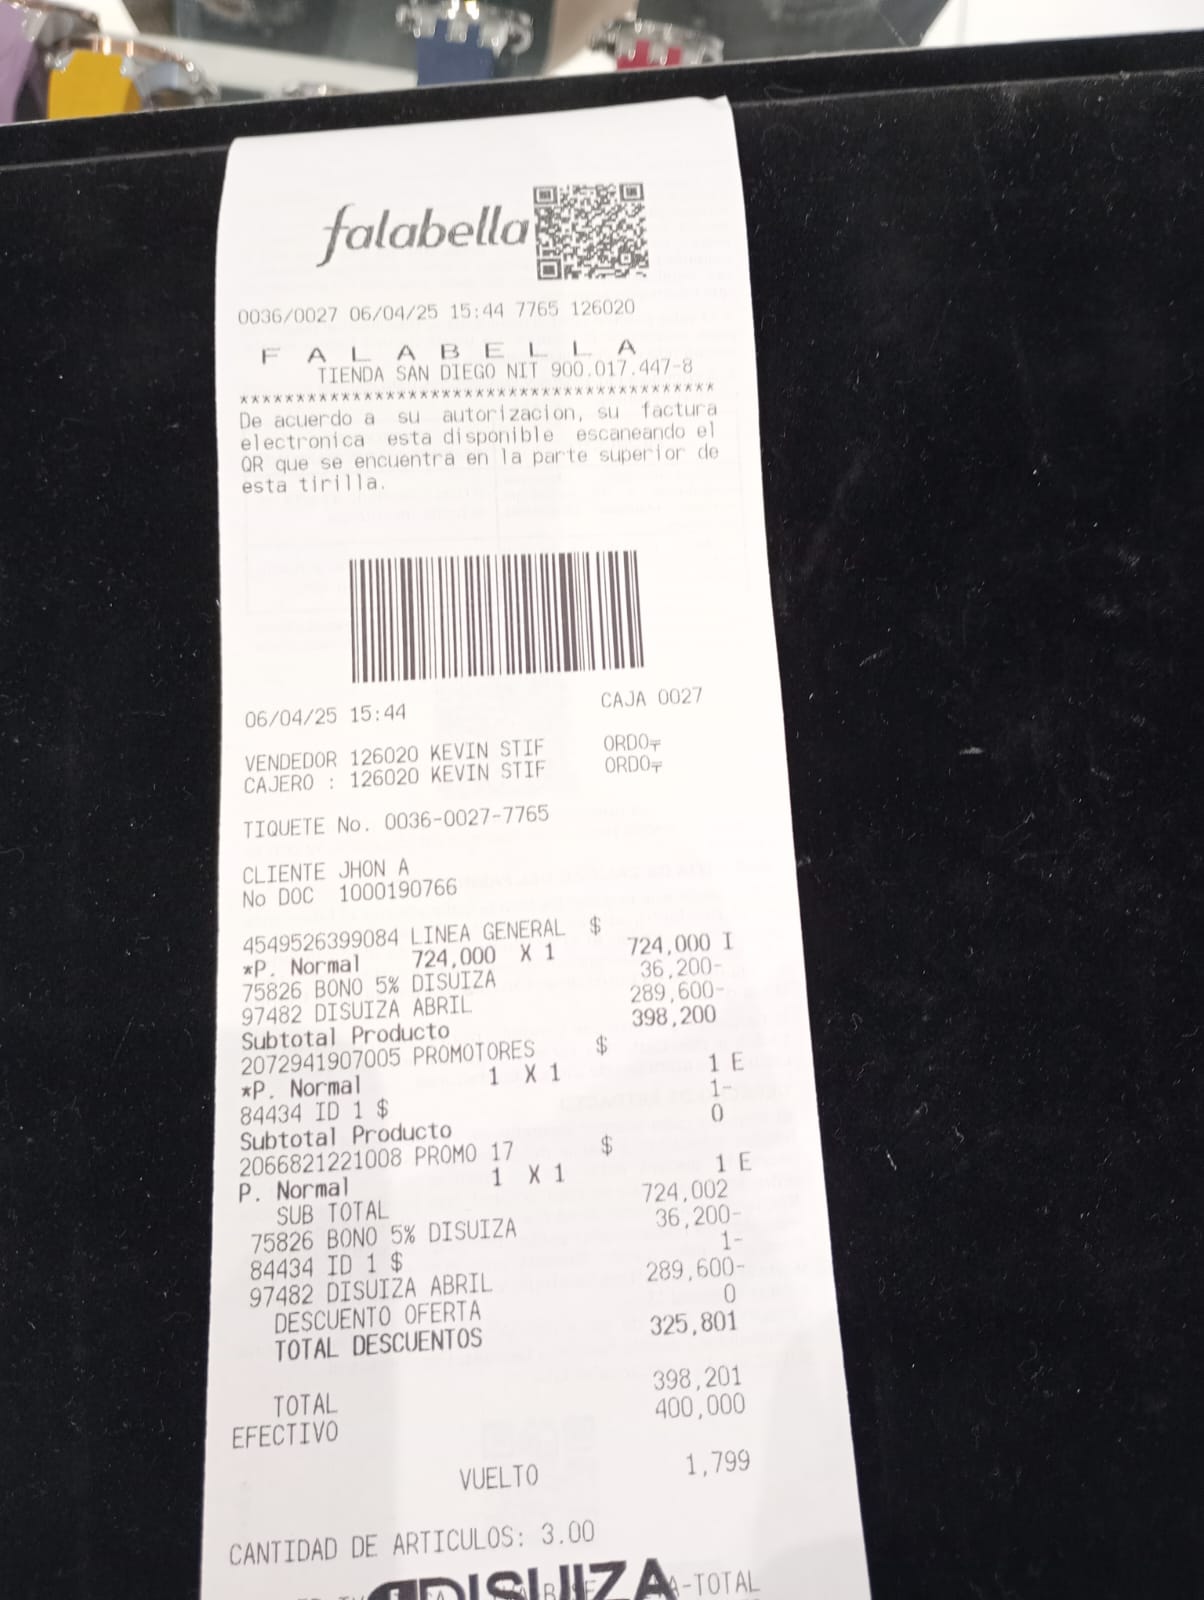 falabella
0036/0027 06/04/25 15:44 7765 126020
F A L A B E L L A
TIENDA SAN DIEGO NIT 900.017.447-8
******************************************
De acuerdo a su autorizacion, su factura
electronica esta disponible escaneando el
QR que se encuentra en la parte superior de
esta tirilla.
06/04/25 15:44 CAJA 0027
VENDEDOR 126020 KEVIN STIF ORDO
CAJERO : 126020 KEVIN STIF ORDO
TIQUETE No. 0036-0027-7765
CLIENTE JHON A
No DOC 1000190766
4549526399084 LINEA GENERAL $
*P. Normal 724,000 X 1 724,000 I
75826 BONO 5% DISUIZA 36,200-
97482 DISUIZA ABRIL 289,600-
Subtotal Producto 398,200
2072941907005 PROMOTORES $
*P. Normal 1 X 1 1 E
84434 ID 1 $ 1-
Subtotal Producto 0
2066821221008 PROMO 17 $
P. Normal 1 X 1 1 E
SUB TOTAL 724,002
75826 BONO 5% DISUIZA 36,200-
84434 ID 1 $ 1-
97482 DISUIZA ABRIL 289,600-
DESCUENTO OFERTA 0
TOTAL DESCUENTOS 325,801
TOTAL 398,201
EFECTIVO 400,000
VUELTO 1,799
CANTIDAD DE ARTICULOS: 3.00
DISUIZA
A-TOTAL